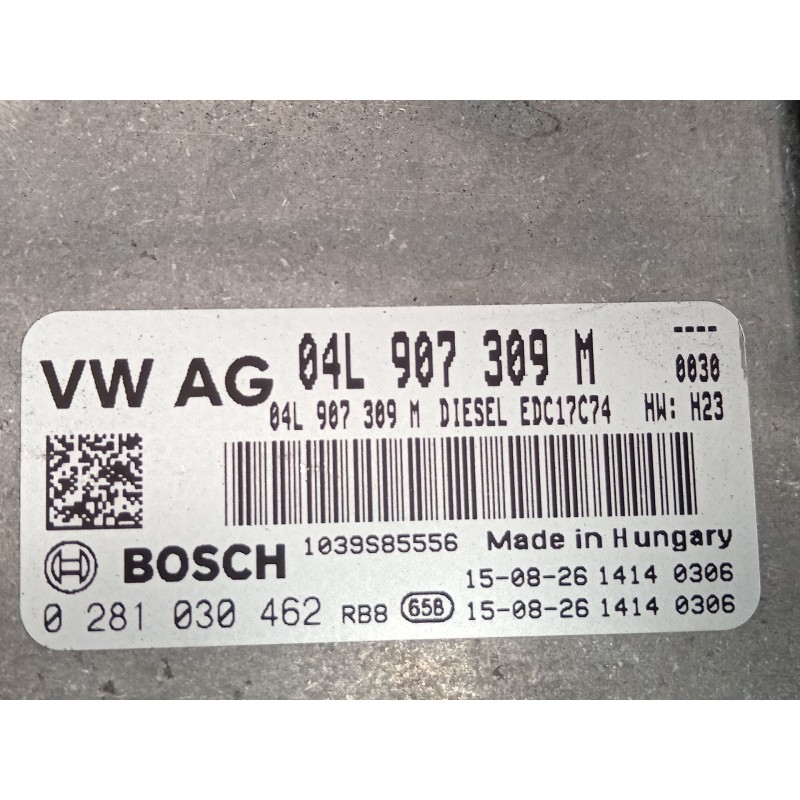 VW AG 04L 907 309 M ----
0030
04L 907 309 M DIESEL EDC17C74 HW: H23
BOSCH 1039S85556 Made in Hungary
15-08-26 1414 0306
0 281 030 462 RB8 65B 15-08-26 1414 0306